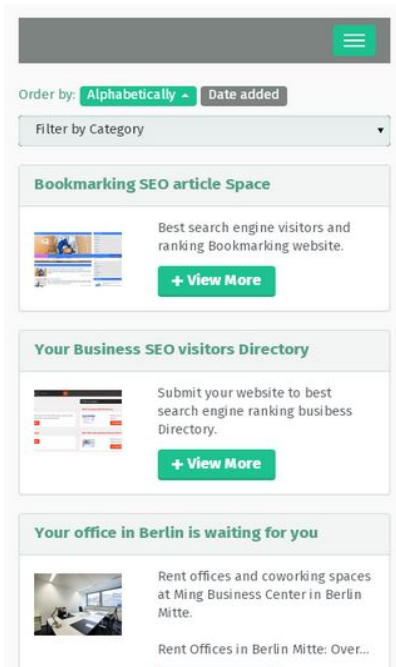 Order by: Alphabetically Date added
Filter by Category
Bookmarking SEO article Space
Best search engine visitors and
ranking Bookmarking website.
+ View More
Your Business SEO visitors Directory
Submit your website to best
search engine ranking busibess
Directory.
+ View More
Your office in Berlin is waiting for you
Rent offices and coworking spaces
at Ming Business Center in Berlin
Mitte.
Rent Offices in Berlin Mitte: Over...